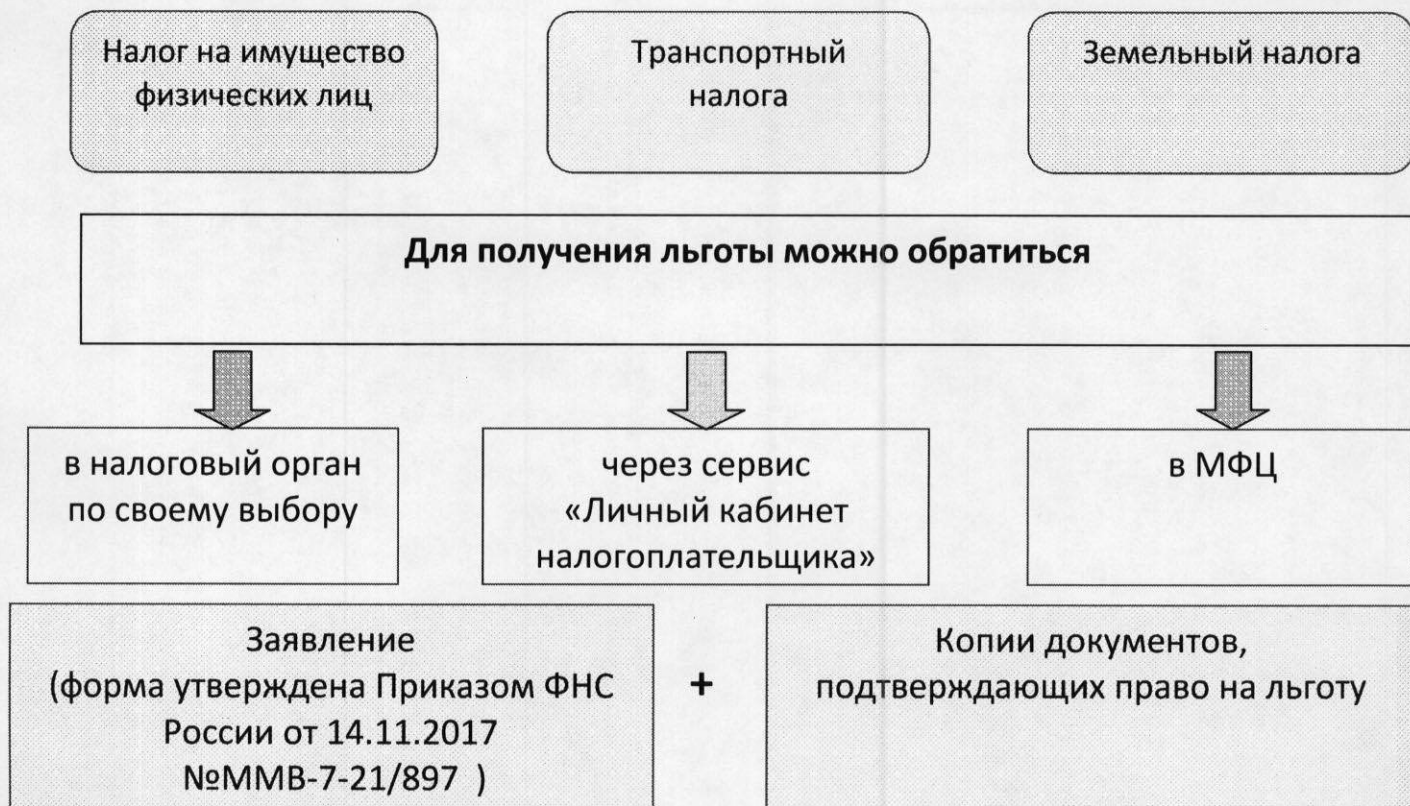 Налог на имущество
физических лиц
Транспортный
налога
Земельный налога
Для получения льготы можно обратиться
в налоговый орган
по своему выбору
через сервис
«Личный кабинет
налогоплательщика»
в МФЦ
Заявление
(форма утверждена Приказом ФНС
России от 14.11.2017
№ММВ-7-21/897 )
+
Копии документов,
подтверждающих право на льготу